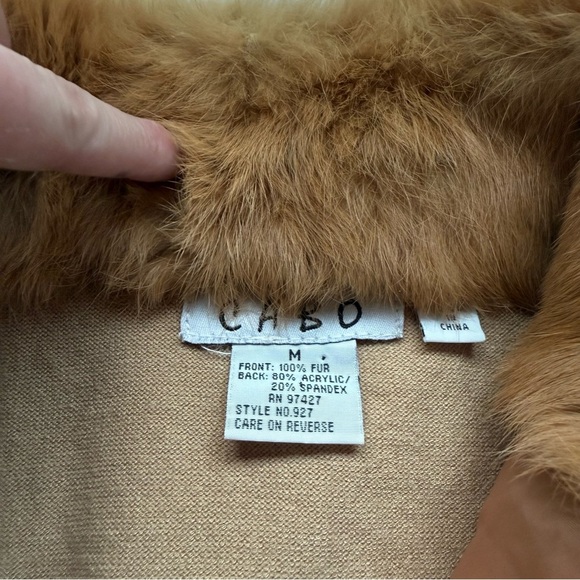 CABO
CHINA
M
FRONT: 100% FUR
BACK: 80% ACRYLIC/
20% SPANDEX
RN 97427
STYLE NO.927
CARE ON REVERSE